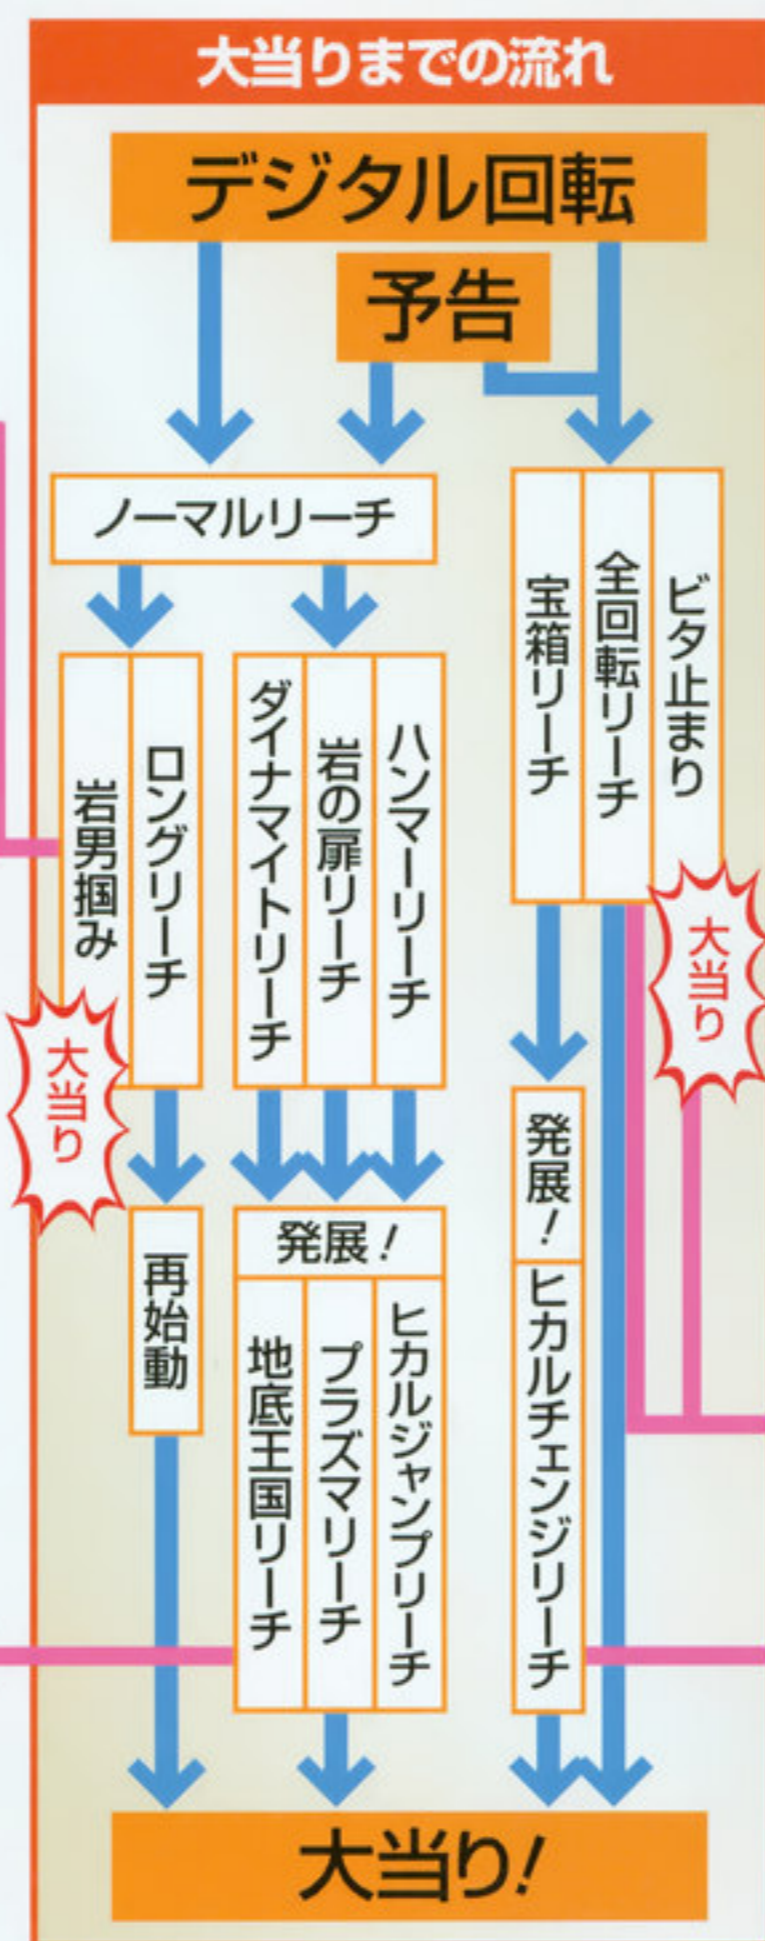 大当りまでの流れ
デジタル回転
予告
ノーマルリーチ
岩男掴み
大当り
ロングリーチ
再始動
ダイナマイトリーチ
岩の扉リーチ
ハンマーリーチ
発展！
地底王国リーチ
プラズマリーチ
ヒカルジャンプリーチ
宝箱リーチ
全回転リーチ
ビタ止まり
大当り
発展！
ヒカルチェンジリーチ
大当り！